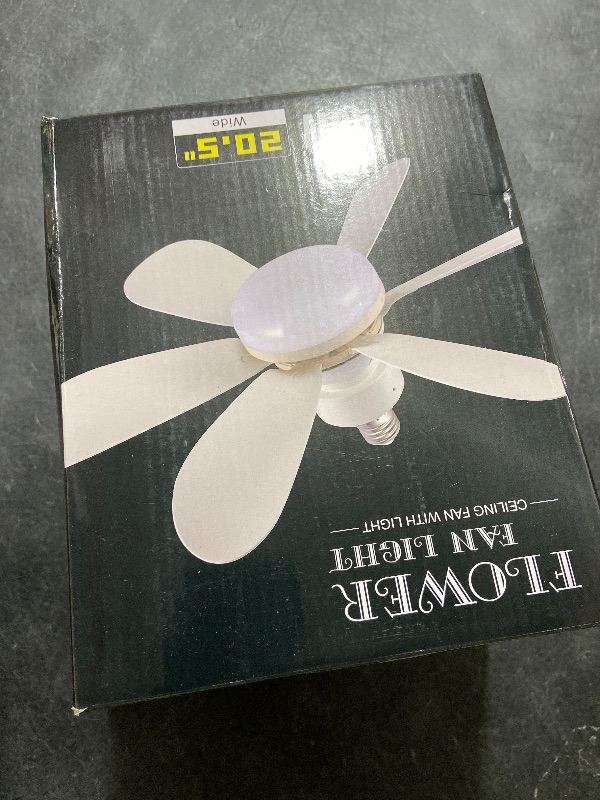 FLOWER
FAN LIGHT
CEILING FAN WITH LIGHT
20.5"
Wide